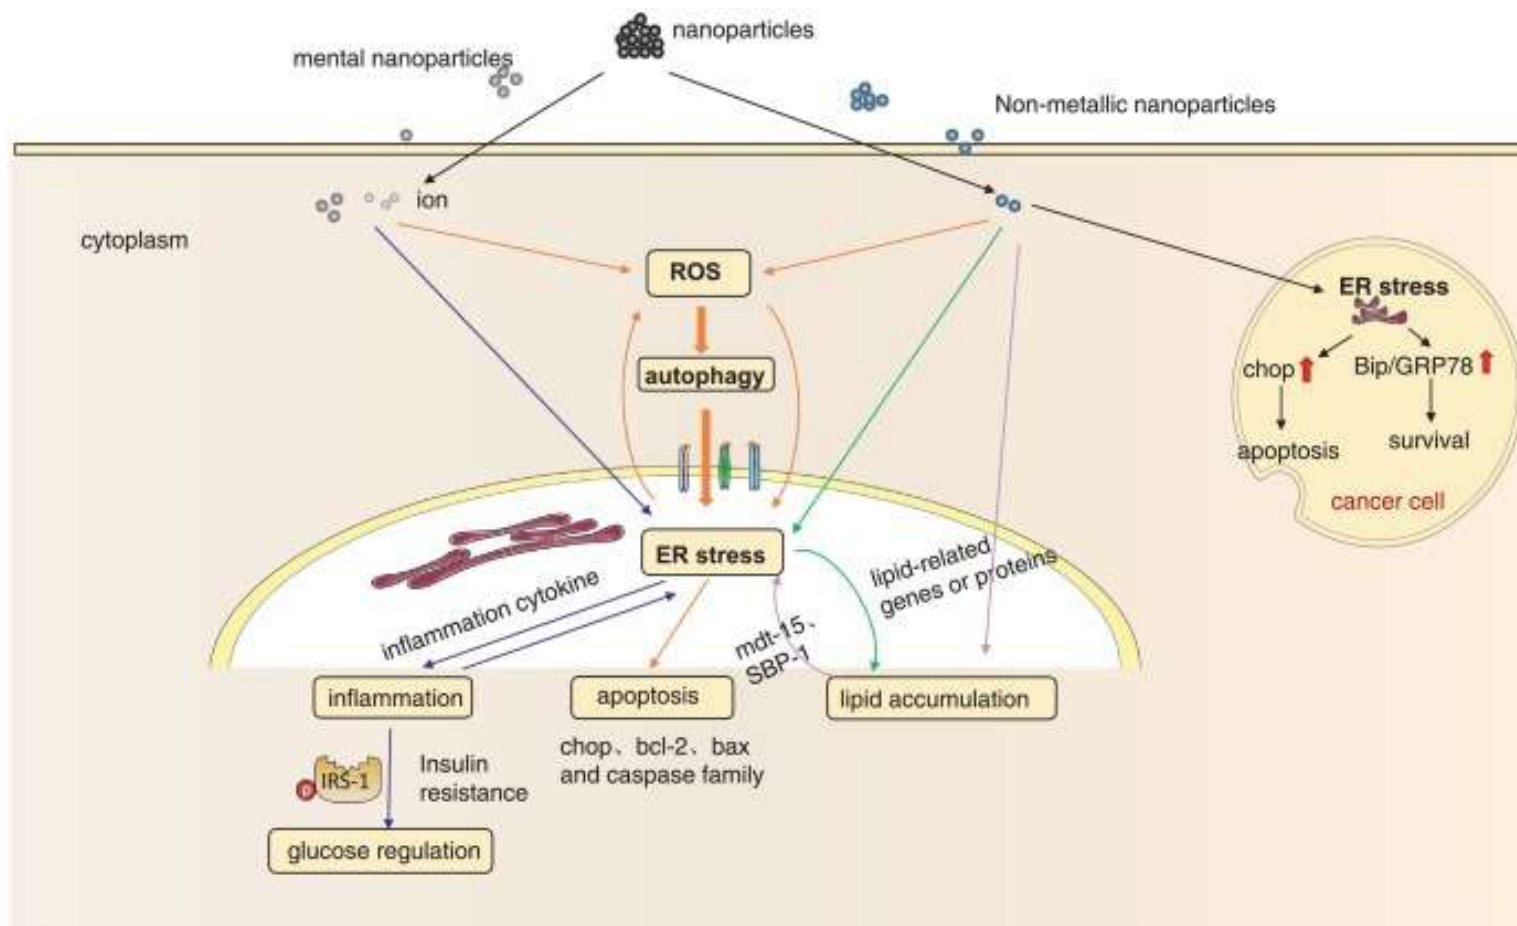 nanoparticles
mental nanoparticles
Non-metallic nanoparticles
ion
cytoplasm
ROS
autophagy
ER stress
chop
Bip/GRP78
apoptosis
survival
cancer cell
ER stress
lipid-related
genes or proteins
inflammation cytokine
mdt-15、
SBP-1
inflammation
apoptosis
lipid accumulation
chop、bcl-2、bax
and caspase family
IRS-1
p
Insulin
resistance
glucose regulation